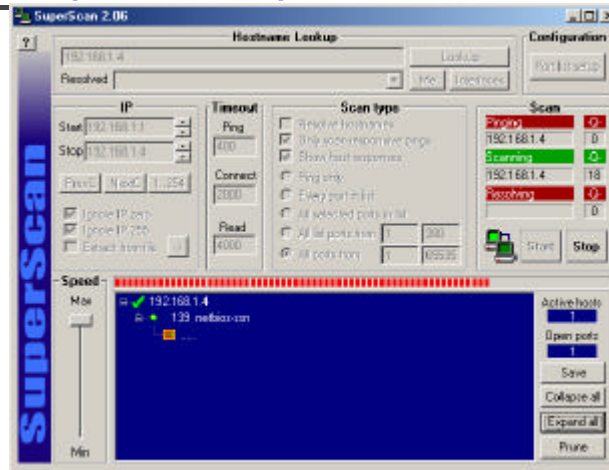 SuperScan 2.06
?
Hostname Lookup
192.168.1.4
Lookup
Resolved
Me
Interfaces
Configuration
Port list setup
IP
Start 192.168.1.1
Stop 192.168.1.4
PrevC
NextC
1..254
Ignore IP zero
Ignore IP 255
Extract from file
Timeout
Ping
400
Connect
2000
Read
4000
Scan type
Resolve hostnames
Only scan responsive pings
Show host responses
Ping only
Every port in list
All selected ports in list
All list ports from 1
All ports from 1 65535
Scan
Pinging
192.168.1.4 0
Scanning
192.168.1.4 18
Resolving
0
Start
Stop
Speed
Max
Min
192.168.1.4
139 netbios-ssn
....
Active hosts
1
Open ports
1
Save
Collapse all
Expand all
Prune
SuperScan